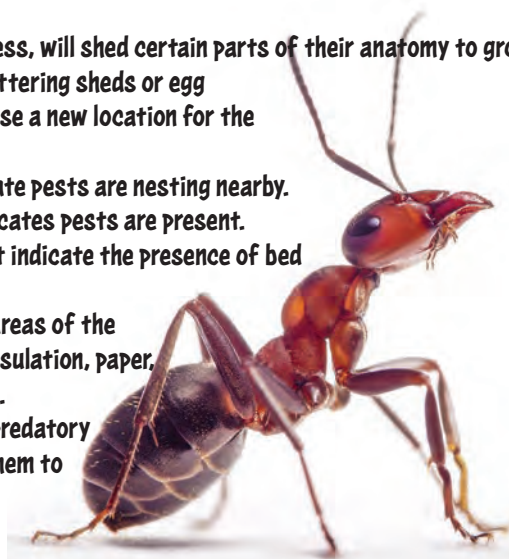 ess, will shed certain parts of their anatomy to gro
ttering sheds or egg
se a new location for the
ate pests are nesting nearby.
icates pests are present.
t indicate the presence of bed
reas of the
sulation, paper,
.
redatory
hem to